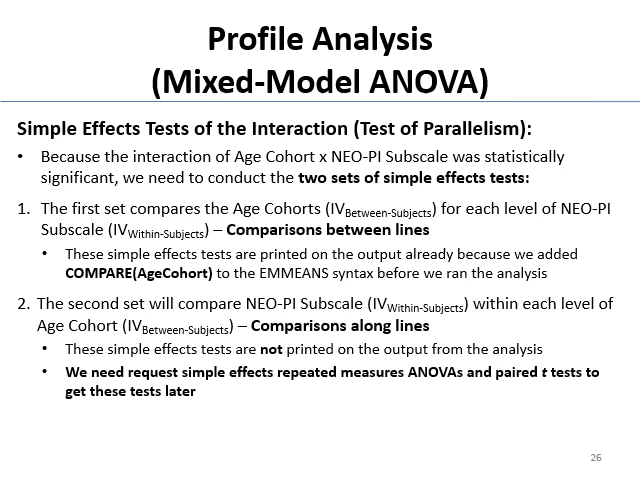 Profile Analysis
(Mixed-Model ANOVA)
Simple Effects Tests of the Interaction (Test of Parallelism):
• Because the interaction of Age Cohort x NEO-PI Subscale was statistically
significant, we need to conduct the two sets of simple effects tests:
1. The first set compares the Age Cohorts (IVBetween-Subjects) for each level of NEO-PI
Subscale (IVWithin-Subjects) – Comparisons between lines
• These simple effects tests are printed on the output already because we added
COMPARE(AgeCohort) to the EMMEANS syntax before we ran the analysis
2. The second set will compare NEO-PI Subscale (IVWithin-Subjects) within each level of
Age Cohort (IVBetween-Subjects) – Comparisons along lines
• These simple effects tests are not printed on the output from the analysis
• We need request simple effects repeated measures ANOVAs and paired t tests to
get these tests later
26